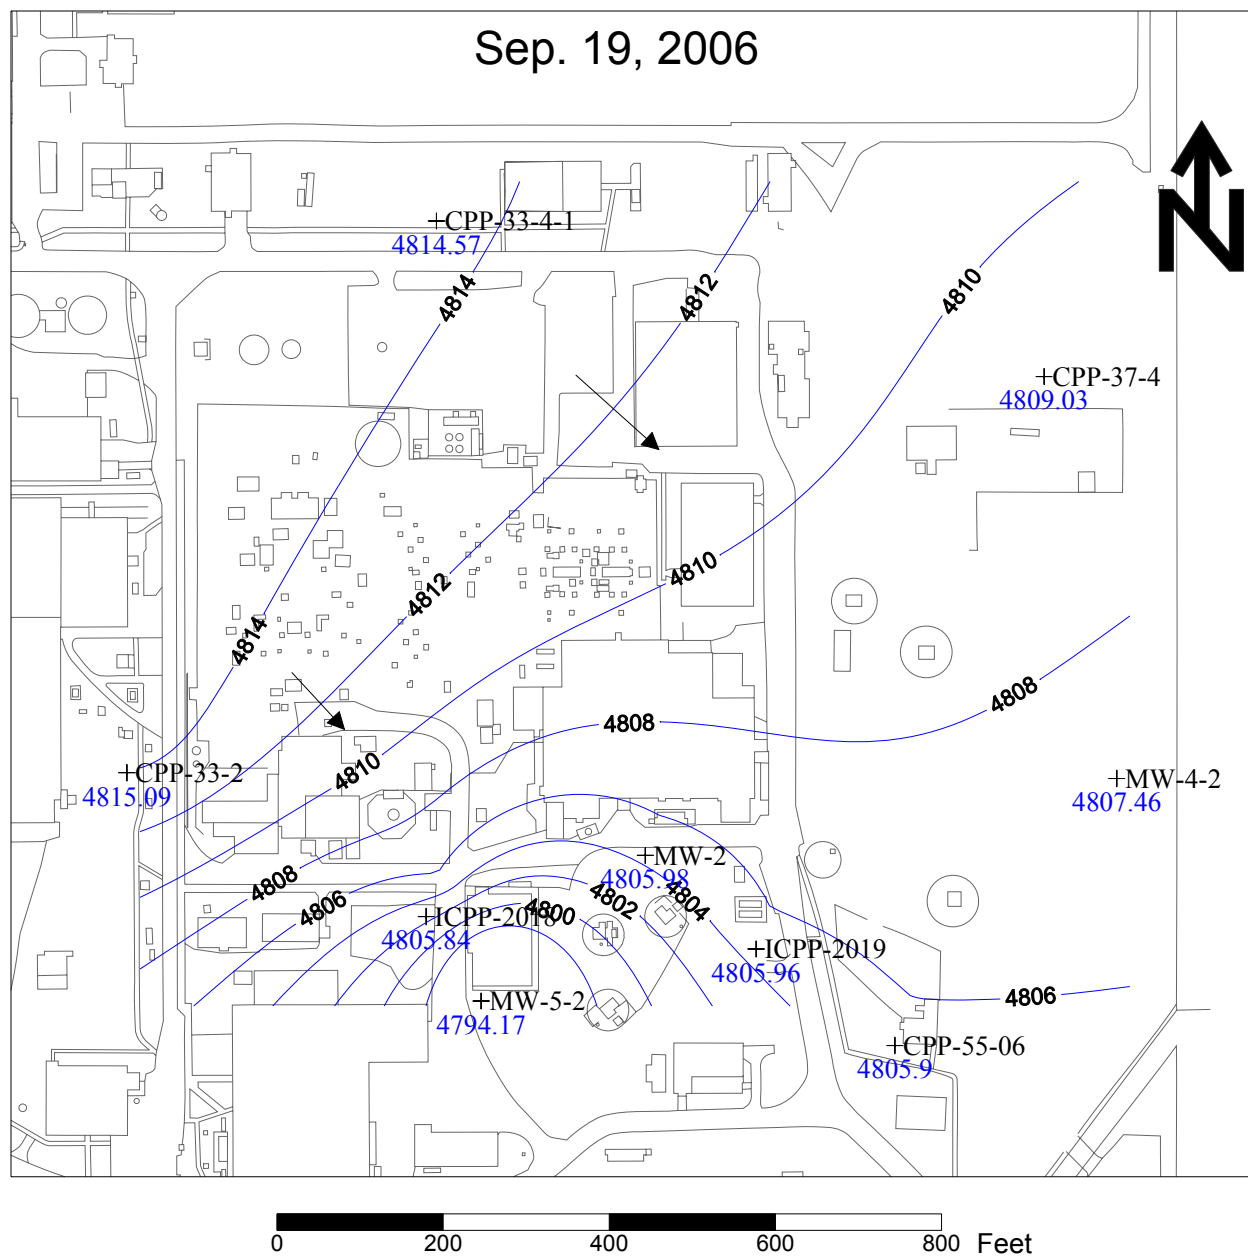 Sep. 19, 2006
N
CPP-33-4-1
4814.57
4814
4812
4810
CPP-37-4
4809.03
4810
4812
4814
4808
4808
CPP-33-2
4815.09
4810
MW-4-2
4807.46
MW-2
4805.98
4808
4806
4800
4802
4804
ICPP-2018
4805.84
ICPP-2019
4805.96
MW-5-2
4794.17
4806
CPP-55-06
4805.9
0 200 400 600 800 Feet